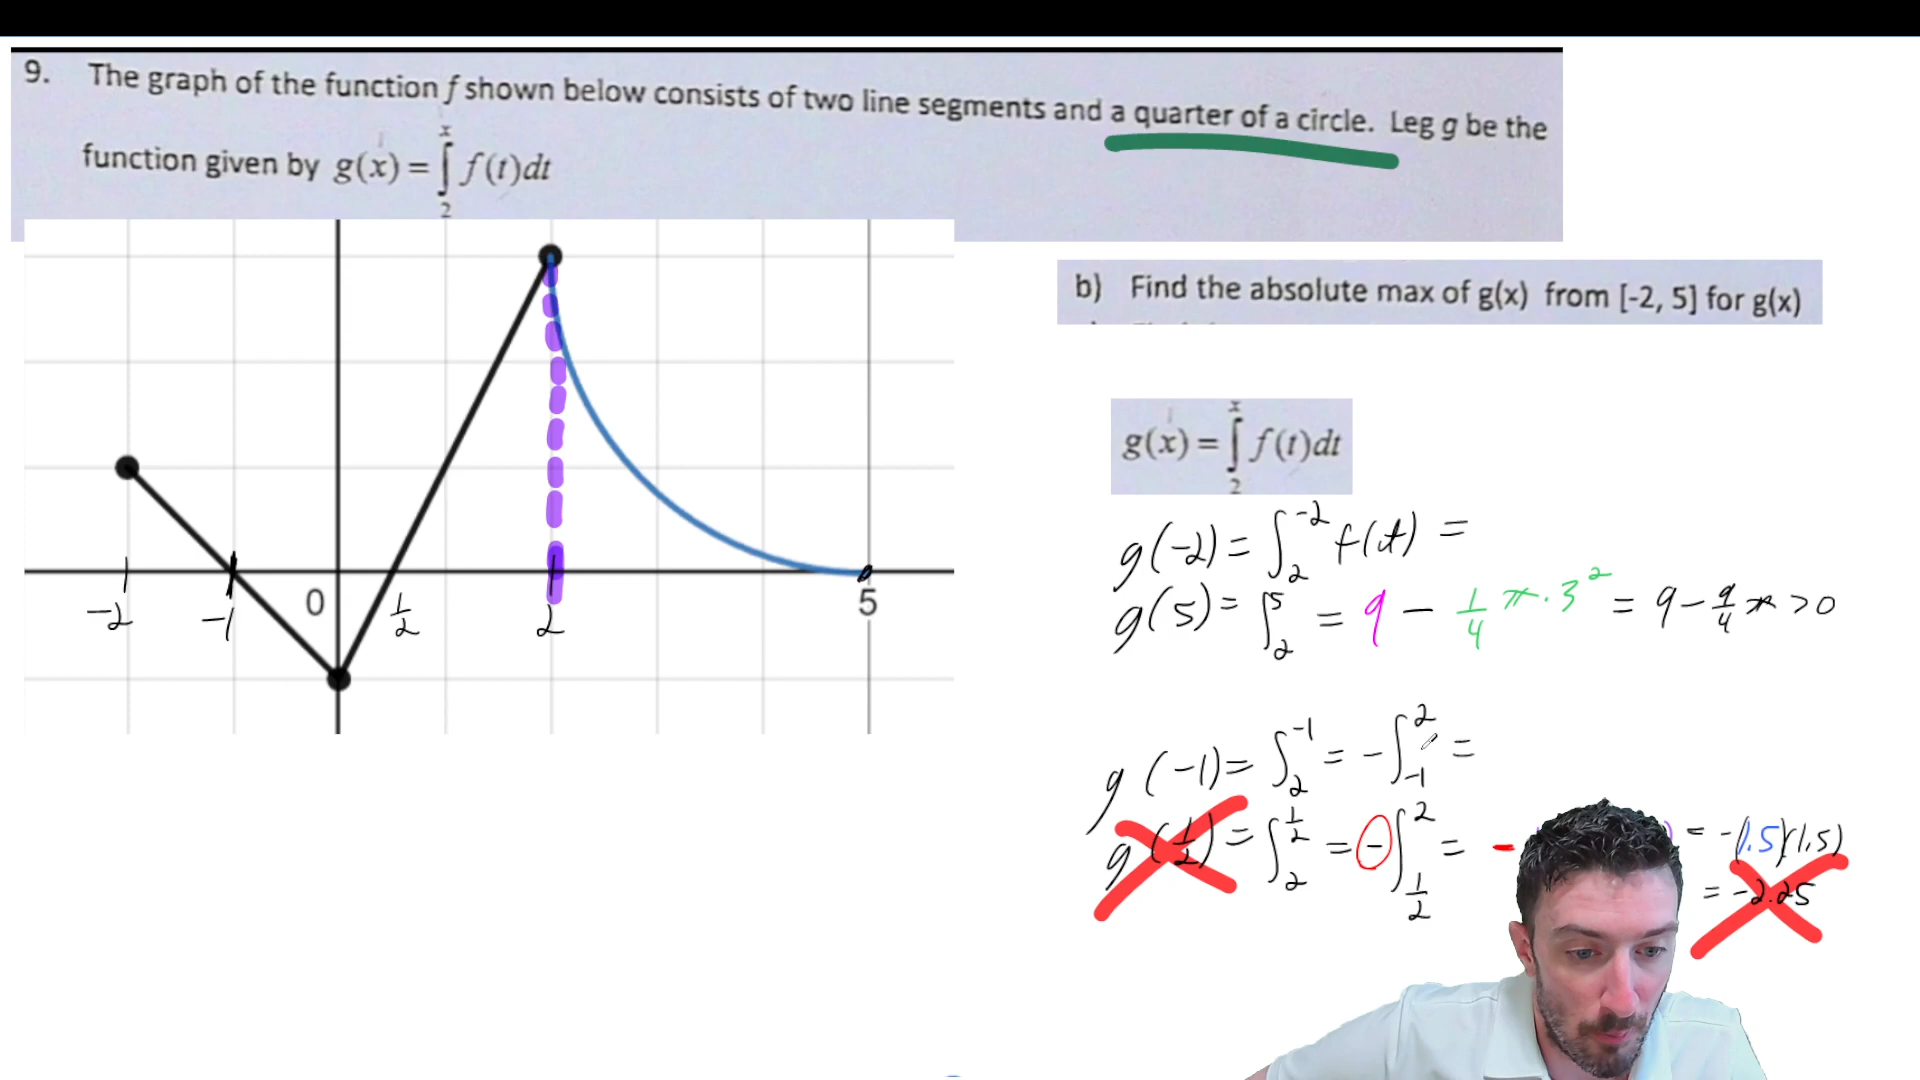 9. The graph of the function f shown below consists of two line segments and a quarter of a circle. Leg g be the
function given by g(x) = ∫₂ˣ f(t)dt
b) Find the absolute max of g(x) from [-2, 5] for g(x)
g(x) = ∫₂ˣ f(t)dt
g(-2) = ∫₂⁻² f(t) =
g(5) = ∫₂⁵ = 9 - 1/4 π·3² = 9 - 9/4 π > 0
g(-1) = ∫₂⁻¹ = -∫₋₁² =
g(1/2) = ∫₂^(1/2) = -∫_(1/2)² = - ) = -(1.5)(1.5)
= -2.25
0 5
-2 -1 1/2 2